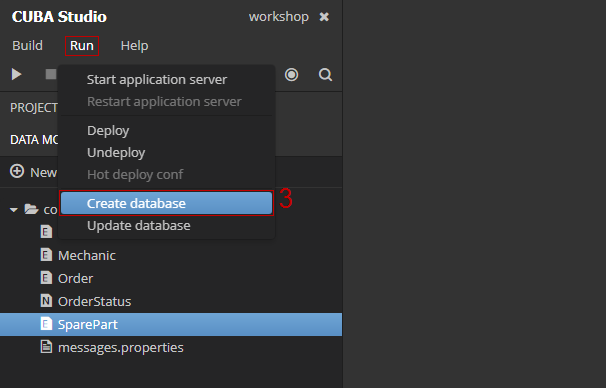 CUBA Studio
workshop ✖
Build Run Help
Start application server
Restart application server
PROJECT
Deploy
DATA MO
Undeploy
New
Hot deploy conf
Create database 3
co
Update database
E
E Mechanic
E Order
N OrderStatus
E SparePart
messages.properties